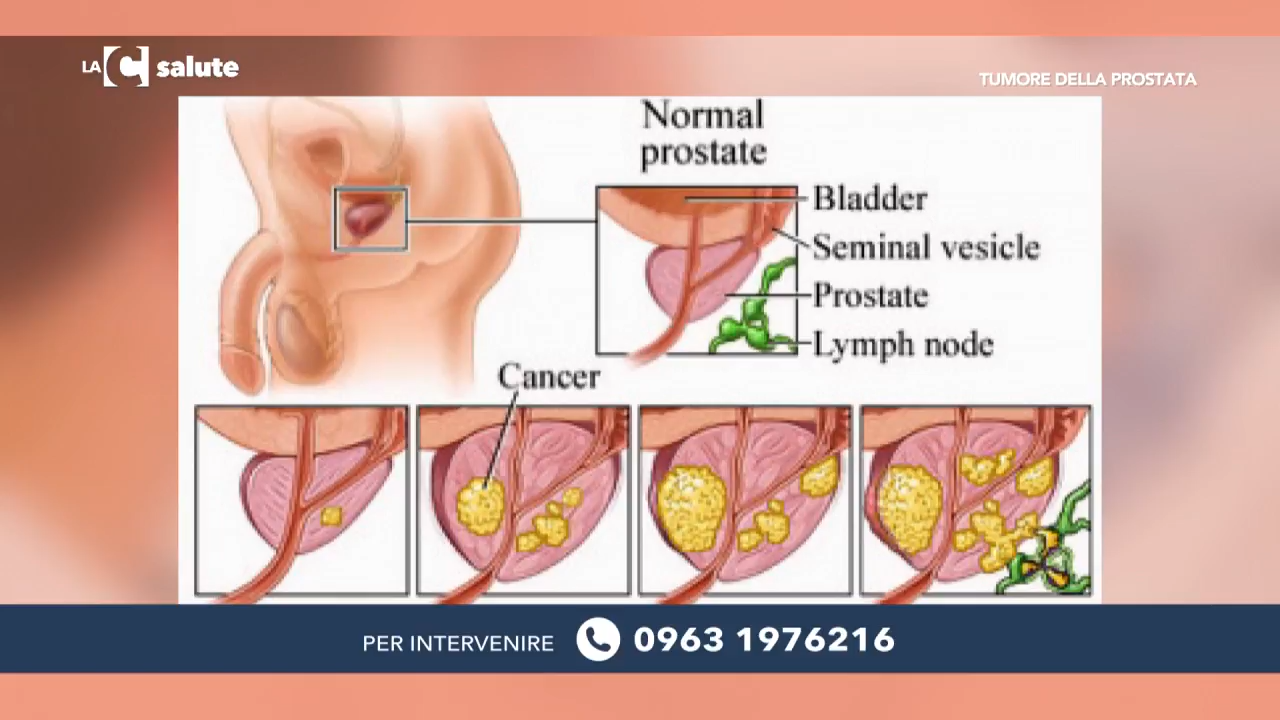 LA C salute
TUMORE DELLA PROSTATA
Normal
prostate
Bladder
Seminal vesicle
Prostate
Lymph node
Cancer
PER INTERVENIRE 0963 1976216